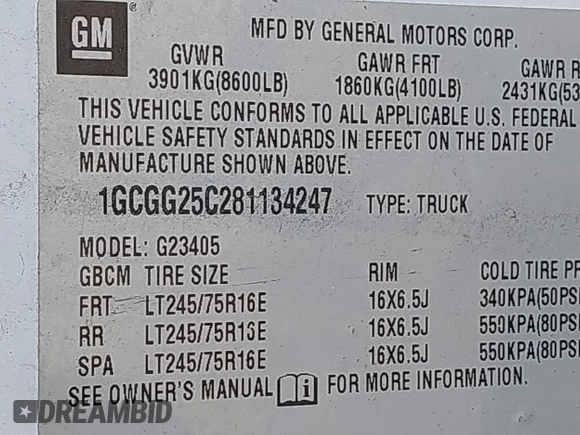 GM ®
MFD BY GENERAL MOTORS CORP.
GVWR GAWR FRT GAWR R
3901KG(8600LB) 1860KG(4100LB) 2431KG(53
THIS VEHICLE CONFORMS TO ALL APPLICABLE U.S. FEDERAL
VEHICLE SAFETY STANDARDS IN EFFECT ON THE DATE OF
MANUFACTURE SHOWN ABOVE.
1GCGG25C281134247 TYPE: TRUCK
MODEL: G23405
GBCM TIRE SIZE RIM COLD TIRE PR
FRT LT245/75R16E 16X6.5J 340KPA(50PSI
RR LT245/75R16E 16X6.5J 550KPA(80PSI
SPA LT245/75R16E 16X6.5J 550KPA(80PSI
SEE OWNER'S MANUAL i FOR MORE INFORMATION.
DREAMBID